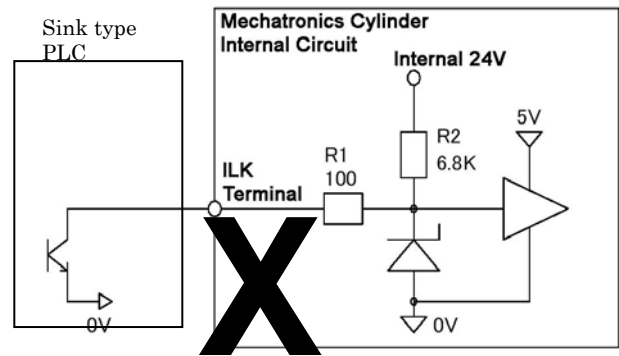 Sink type
PLC
Mechatronics Cylinder
Internal Circuit
Internal 24V
5V
R2
6.8K
R1
100
ILK
Terminal
0V
0V
X